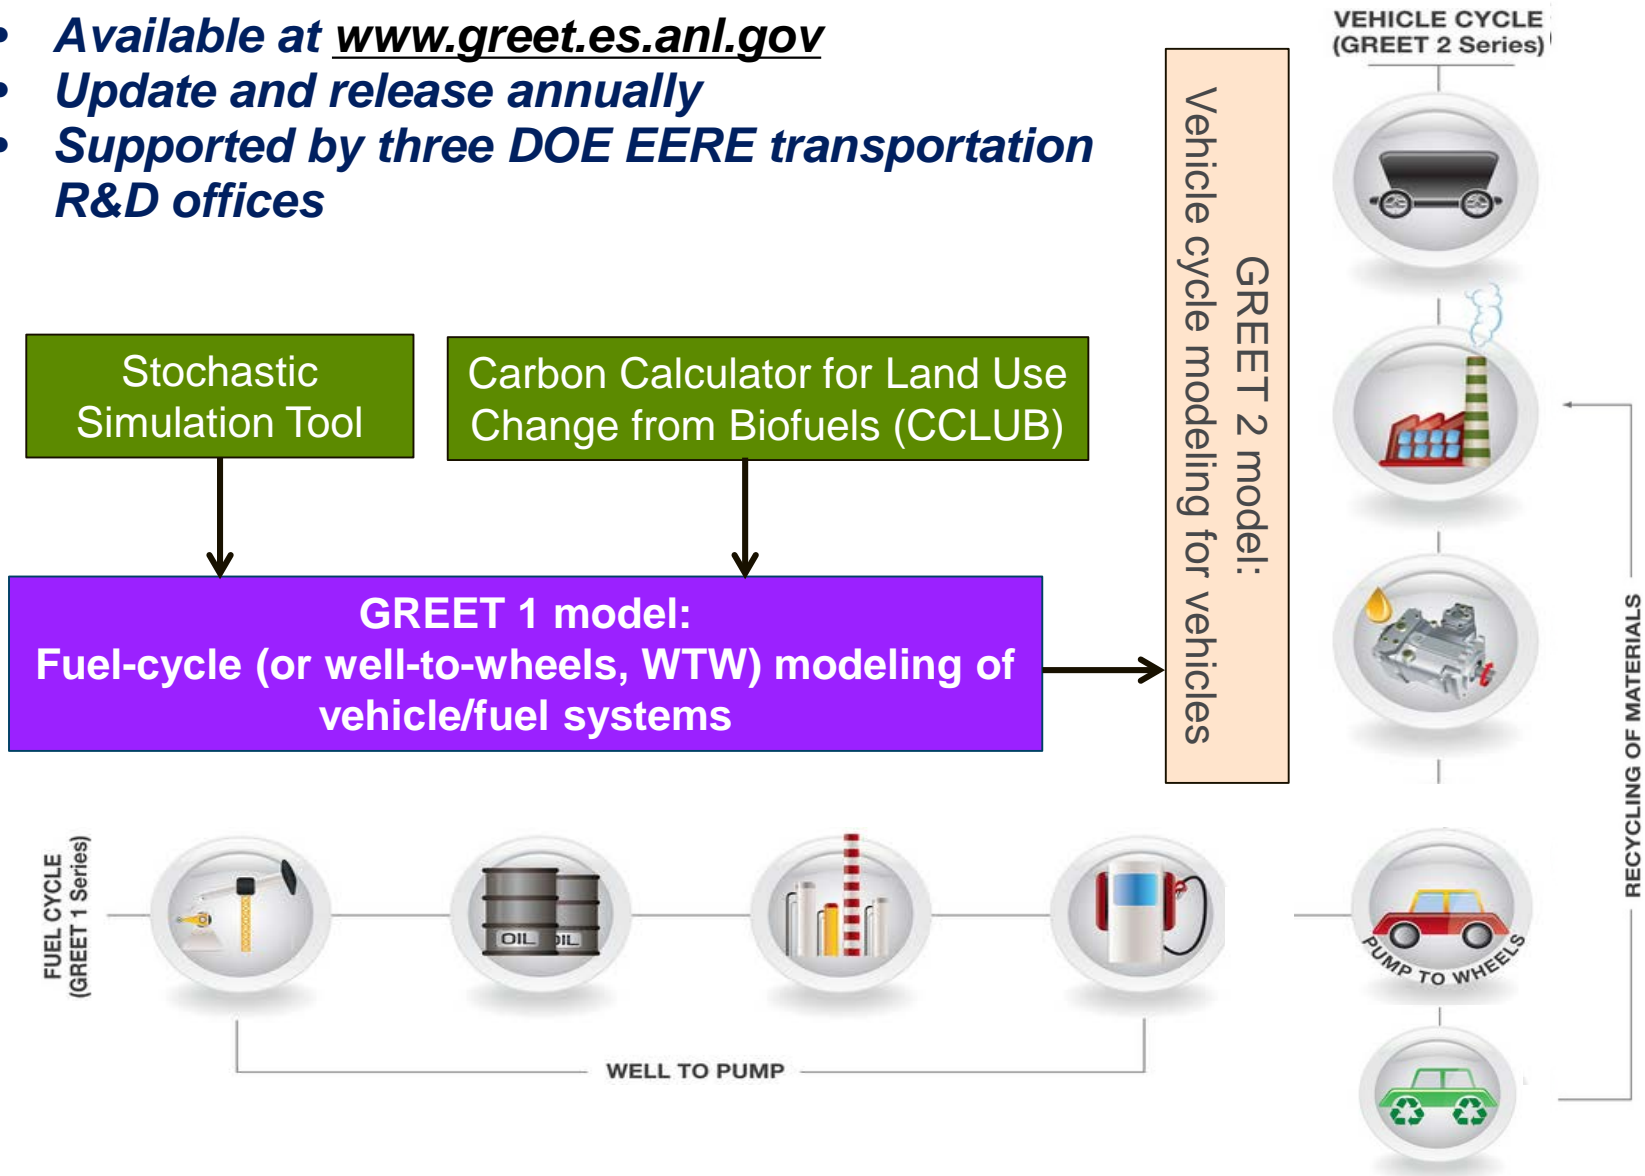 • Available at www.greet.es.anl.gov
• Update and release annually
• Supported by three DOE EERE transportation
R&D offices
VEHICLE CYCLE
(GREET 2 Series)
GREET 2 model:
Vehicle cycle modeling for vehicles
Stochastic
Simulation Tool
Carbon Calculator for Land Use
Change from Biofuels (CCLUB)
GREET 1 model:
Fuel-cycle (or well-to-wheels, WTW) modeling of
vehicle/fuel systems
RECYCLING OF MATERIALS
FUEL CYCLE
(GREET 1 Series)
OIL
OIL
PUMP TO WHEELS
WELL TO PUMP